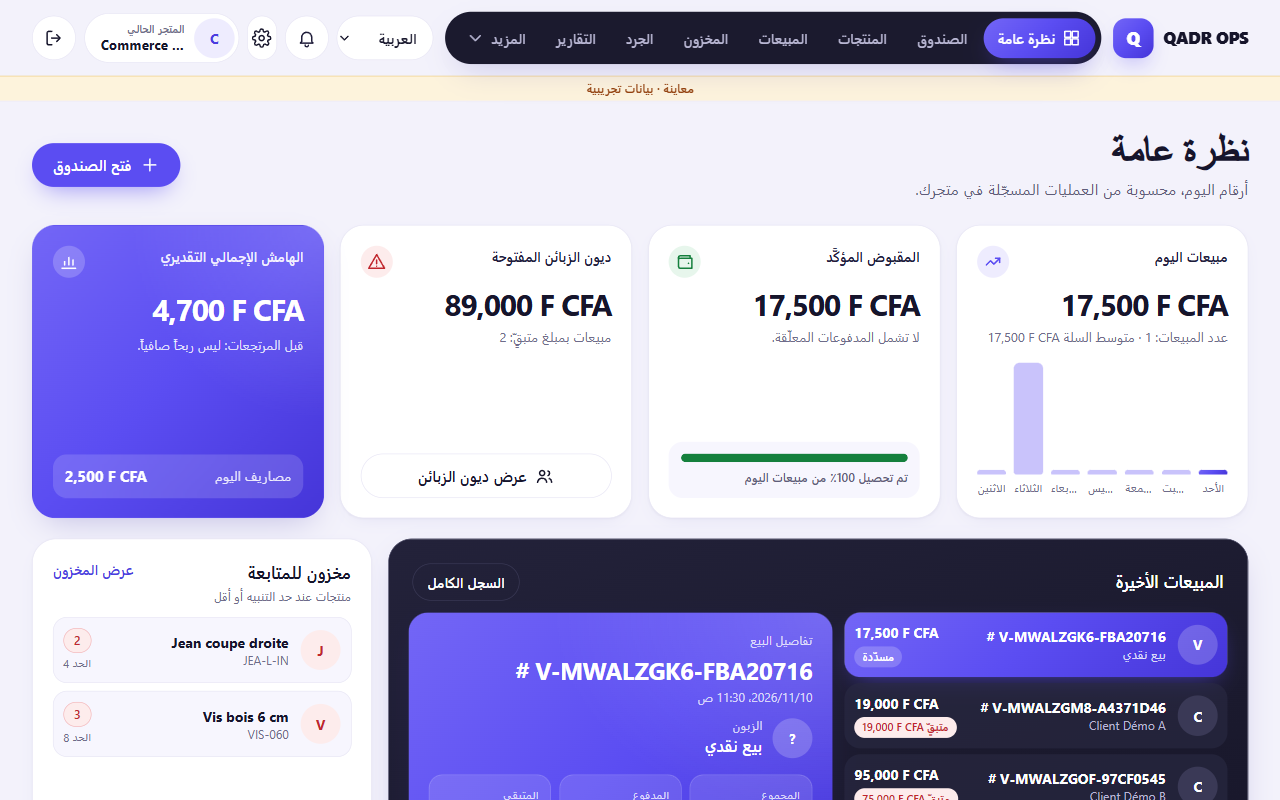 QADR OPS
Q
نظرة عامة
الصندوق
المنتجات
المبيعات
المخزون
الجرد
التقارير
المزيد
العربية
المتجر الحالي
Commerce ...
C
معاينة · بيانات تجريبية
نظرة عامة
أرقام اليوم، محسوبة من العمليات المسجّلة في متجرك.
فتح الصندوق
مبيعات اليوم
17,500 F CFA
عدد المبيعات: 1 · متوسط السلة 17,500 F CFA
الأحد
...بت
...معة
...يس
...بعاء
الثلاثاء
الاثنين
المقبوض المؤكَّد
17,500 F CFA
لا تشمل المدفوعات المعلّقة.
تم تحصيل 100٪ من مبيعات اليوم
ديون الزبائن المفتوحة
89,000 F CFA
مبيعات بمبلغ متبقٍّ: 2
عرض ديون الزبائن
الهامش الإجمالي التقديري
4,700 F CFA
قبل المرتجعات: ليس ربحاً صافياً.
مصاريف اليوم
2,500 F CFA
المبيعات الأخيرة
السجل الكامل
V
# V-MWALZGK6-FBA20716
بيع نقدي
17,500 F CFA
مسدّدة
C
# V-MWALZGM8-A4371D46
Client Démo A
19,000 F CFA
متبقٍّ 19,000 F CFA
C
# V-MWALZGOF-97CF0545
Client Démo B
95,000 F CFA
متبقٍّ 75,000 F CFA
تفاصيل البيع
# V-MWALZGK6-FBA20716
2026/11/10، 11:30 ص
?
الزبون
بيع نقدي
المجموع
المدفوع
المتبقي
مخزون للمتابعة
عرض المخزون
منتجات عند حد التنبيه أو أقل
J
Jean coupe droite
JEA-L-IN
2
الحد 4
V
Vis bois 6 cm
VIS-060
3
الحد 8